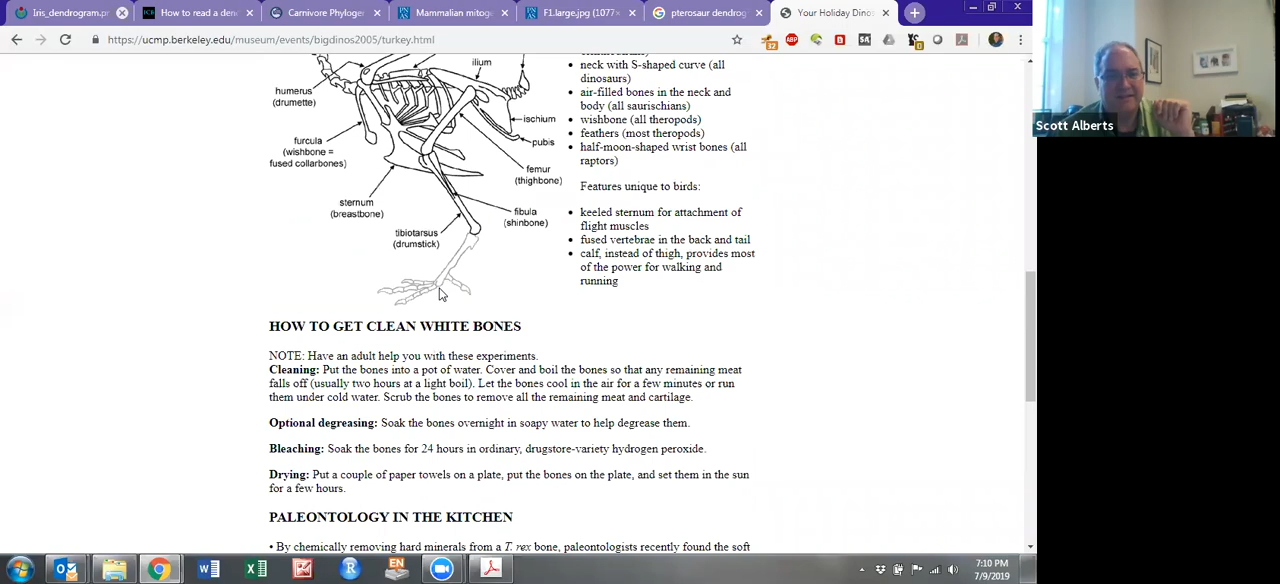 Iris_dendrogram.pr
How to read a den
Carnivore Phyloger
Mammalian mitog
F1.large.jpg (1077×
pterosaur dendrog
Your Holiday Dinos
https://ucmp.berkeley.edu/museum/events/bigdinos2005/turkey.html
32
ABP
0
Scott Alberts
ilium
humerus
(drumette)
furcula
(wishbone =
fused collarbones)
ischium
pubis
femur
(thighbone)
sternum
(breastbone)
fibula
(shinbone)
tibiotarsus
(drumstick)
• neck with S-shaped curve (all
dinosaurs)
• air-filled bones in the neck and
body (all saurischians)
• wishbone (all theropods)
• feathers (most theropods)
• half-moon-shaped wrist bones (all
raptors)
Features unique to birds:
• keeled sternum for attachment of
flight muscles
• fused vertebrae in the back and tail
• calf, instead of thigh, provides most
of the power for walking and
running
HOW TO GET CLEAN WHITE BONES
NOTE: Have an adult help you with these experiments.
Cleaning: Put the bones into a pot of water. Cover and boil the bones so that any remaining meat
falls off (usually two hours at a light boil). Let the bones cool in the air for a few minutes or run
them under cold water. Scrub the bones to remove all the remaining meat and cartilage.
Optional degreasing: Soak the bones overnight in soapy water to help degrease them.
Bleaching: Soak the bones for 24 hours in ordinary, drugstore-variety hydrogen peroxide.
Drying: Put a couple of paper towels on a plate, put the bones on the plate, and set them in the sun
for a few hours.
PALEONTOLOGY IN THE KITCHEN
• By chemically removing hard minerals from a T. rex bone, paleontologists recently found the soft
EN
7:10 PM
7/9/2019